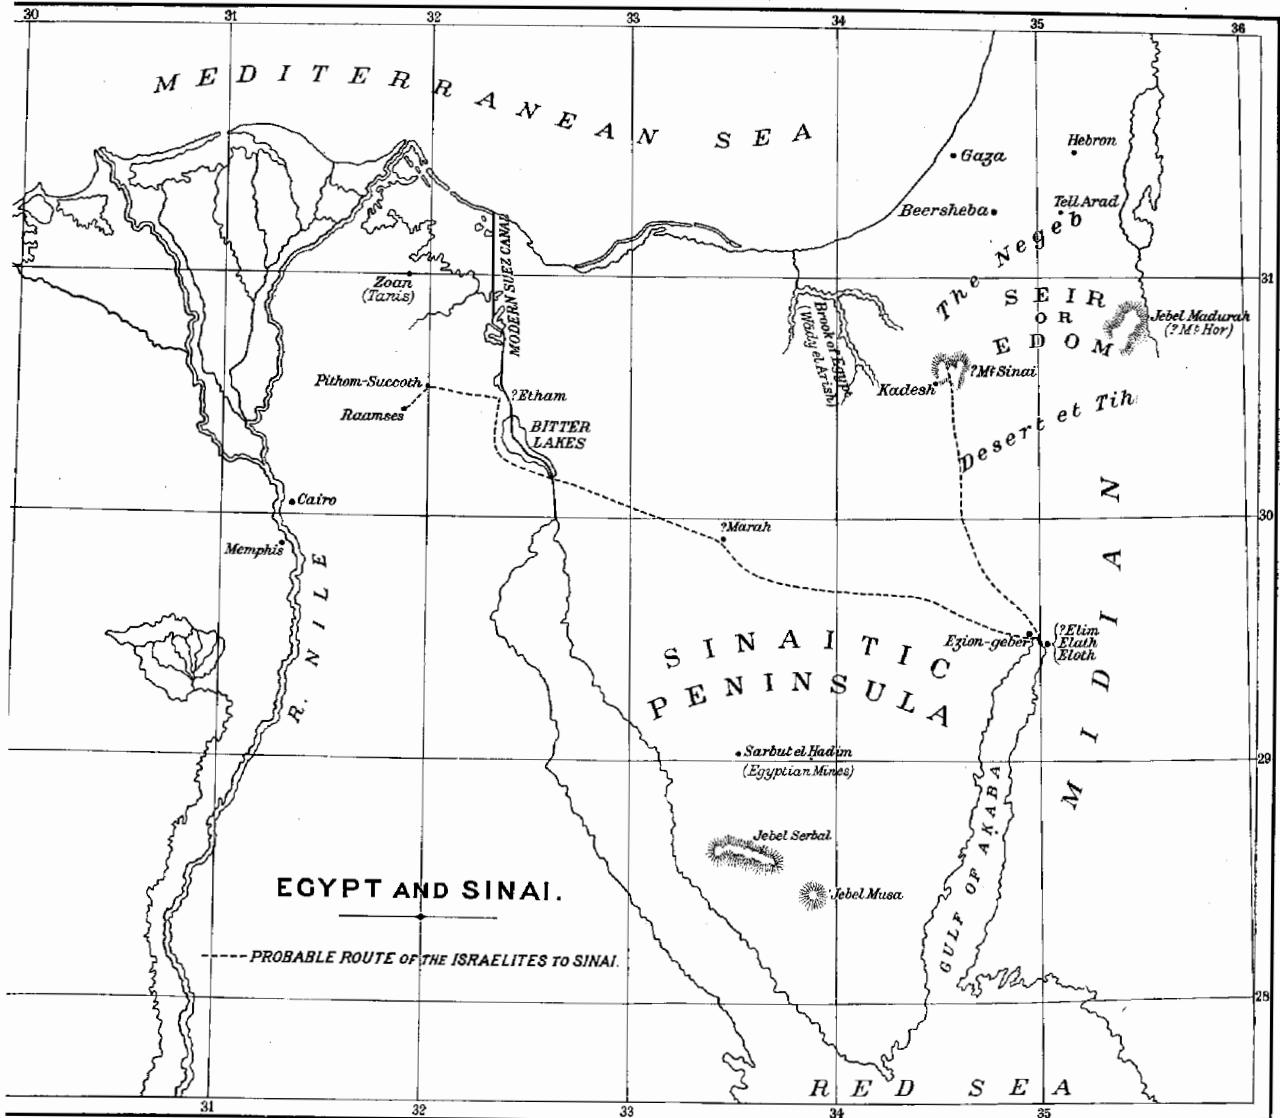 30 31 32 33 34 35 36
MEDITERRANEAN SEA
Hebron
Gaza
Beersheba
Tell Arad
The Negeb
31
Zoan
(Tanis)
MODERN SUEZ CANAL
SEIR
OR
EDOM
Brook of Egypt
(Wady el Arish)
Jebel Madurah
(? Mt Hor)
? Mt Sinai
Kadesh
Pithom-Succoth
Raamses
? Etham
BITTER
LAKES
Desert et Tih
Cairo
Memphis
R. NILE
30
? Marah
MIDIAN
Ezion-geber
(? Elim
Elath
(Eloth
SINAITIC
PENINSULA
Sarbut el Hadim
(Egyptian Mines)
29
GULF OF AKABA
Jebel Serbal
Jebel Musa
EGYPT AND SINAI.
PROBABLE ROUTE OF THE ISRAELITES TO SINAI.
28
RED SEA
31 32 33 34 35